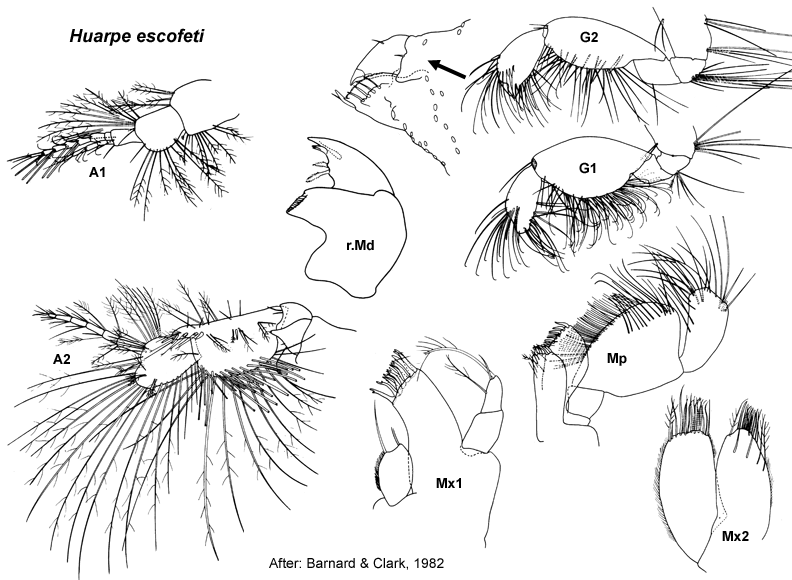 Huarpe escofeti
G2
A1
G1
r.Md
A2
Mp
Mx1
Mx2
After: Barnard & Clark, 1982